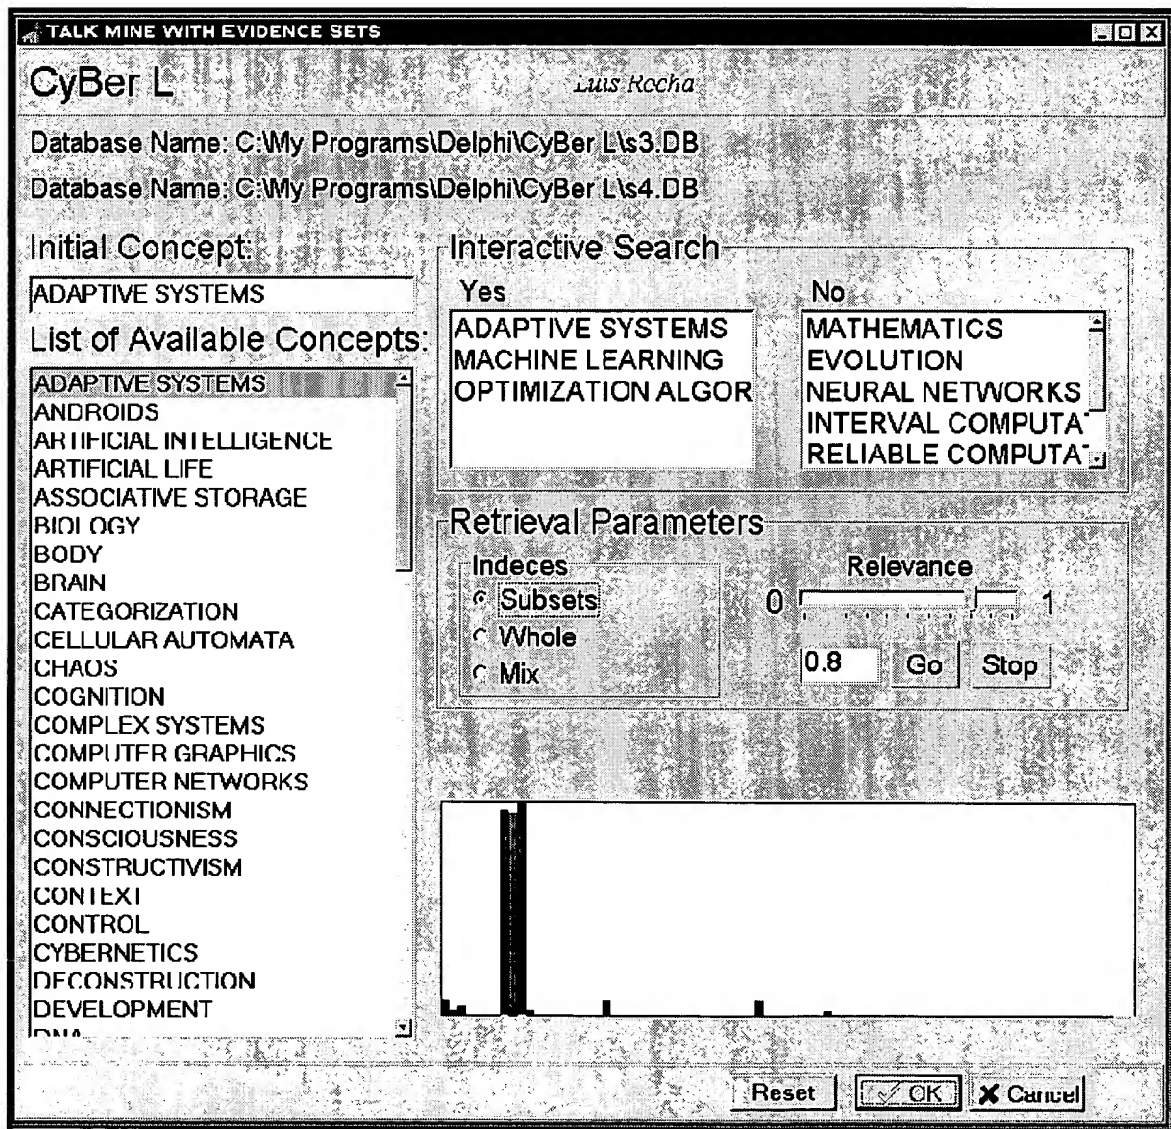 TALK MINE WITH EVIDENCE SETS
CyBer L
Luis Rocha
Database Name: C:\My Programs\Delphi\CyBer L\s3.DB
Database Name: C:\My Programs\Delphi\CyBer L\s4.DB
Initial Concept:
ADAPTIVE SYSTEMS
List of Available Concepts:
ADAPTIVE SYSTEMS
ANDROIDS
ARTIFICIAL INTELLIGENCE
ARTIFICIAL LIFE
ASSOCIATIVE STORAGE
BIOLOGY
BODY
BRAIN
CATEGORIZATION
CELLULAR AUTOMATA
CHAOS
COGNITION
COMPLEX SYSTEMS
COMPUTER GRAPHICS
COMPUTER NETWORKS
CONNECTIONISM
CONSCIOUSNESS
CONSTRUCTIVISM
CONTEXT
CONTROL
CYBERNETICS
DECONSTRUCTION
DEVELOPMENT
DNA
Interactive Search
Yes
ADAPTIVE SYSTEMS
MACHINE LEARNING
OPTIMIZATION ALGOR
No
MATHEMATICS
EVOLUTION
NEURAL NETWORKS
INTERVAL COMPUTAT
RELIABLE COMPUTAT
Retrieval Parameters
Indeces
Subsets
Whole
Mix
Relevance
0 1
0.8 Go Stop
Reset OK Cancel